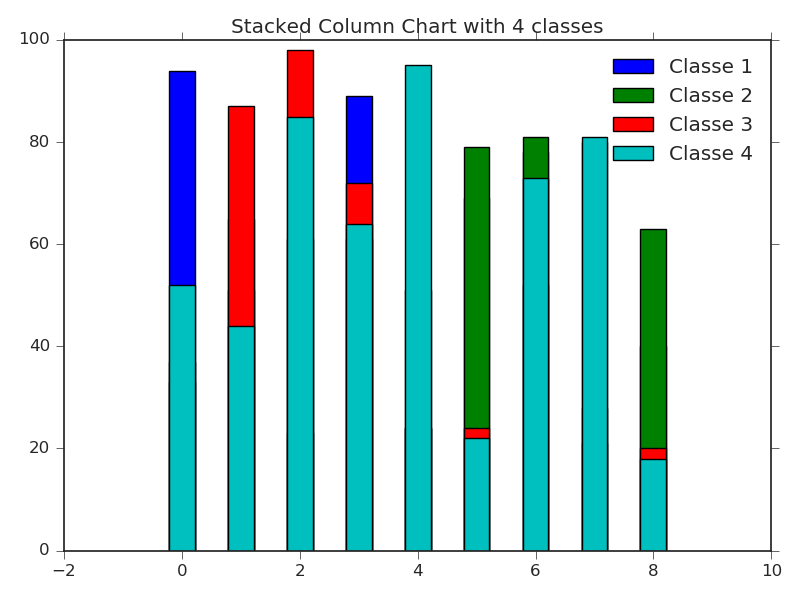 Stacked Column Chart with 4 classes
100
80
60
40
20
0
−2 0 2 4 6 8 10
Classe 1
Classe 2
Classe 3
Classe 4